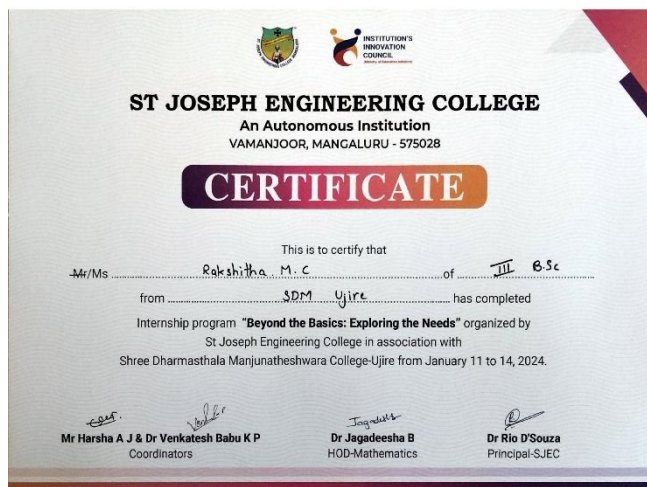 INSTITUTION'S
INNOVATION
COUNCIL
ST JOSEPH ENGINEERING COLLEGE
An Autonomous Institution
VAMANJOOR, MANGALURU - 575028
CERTIFICATE
This is to certify that
Mr/Ms Rakshitha M.C of III B.Sc
from SDM Ujire has completed
Internship program "Beyond the Basics: Exploring the Needs" organized by
St Joseph Engineering College in association with
Shree Dharmasthala Manjunatheshwara College-Ujire from January 11 to 14, 2024.
Jagadeesh
Mr Harsha A J & Dr Venkatesh Babu K P Dr Jagadeesha B Dr Rio D'Souza
Coordinators HOD-Mathematics Principal-SJEC